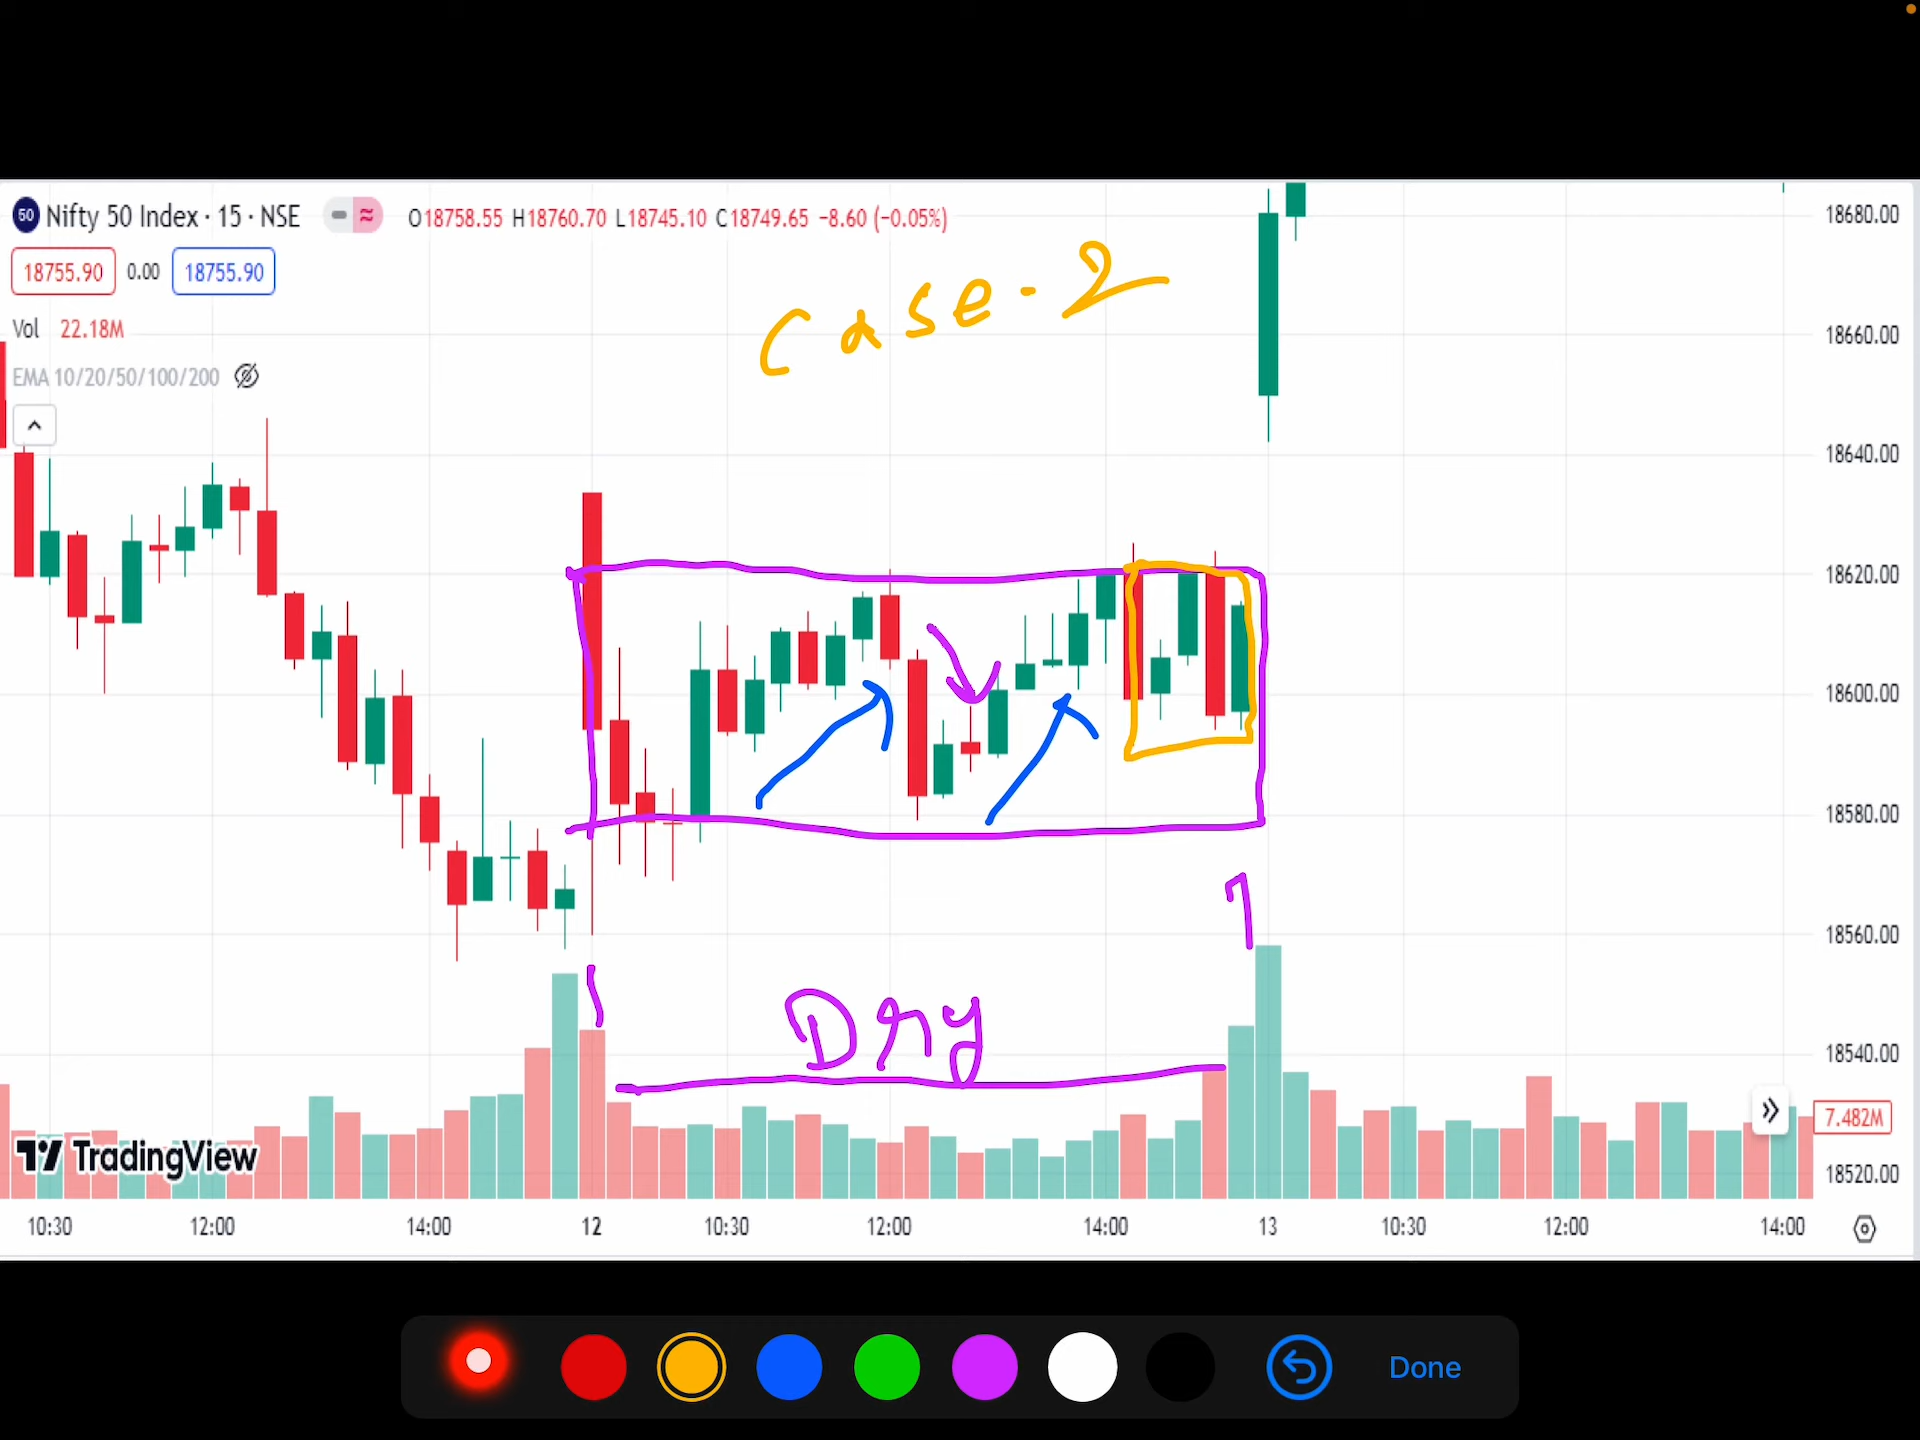 50 Nifty 50 Index · 15 · NSE O18758.55 H18760.70 L18745.10 C18749.65 −8.60 (−0.05%)
18755.90 0.00 18755.90
Vol 22.18M
EMA 10/20/50/100/200
case-2
18680.00
18660.00
18640.00
18620.00
18600.00
18580.00
18560.00
18540.00
7.482M
18520.00
Dry
TradingView
10:30 12:00 14:00 12 10:30 12:00 14:00 13 10:30 12:00 14:00
Done